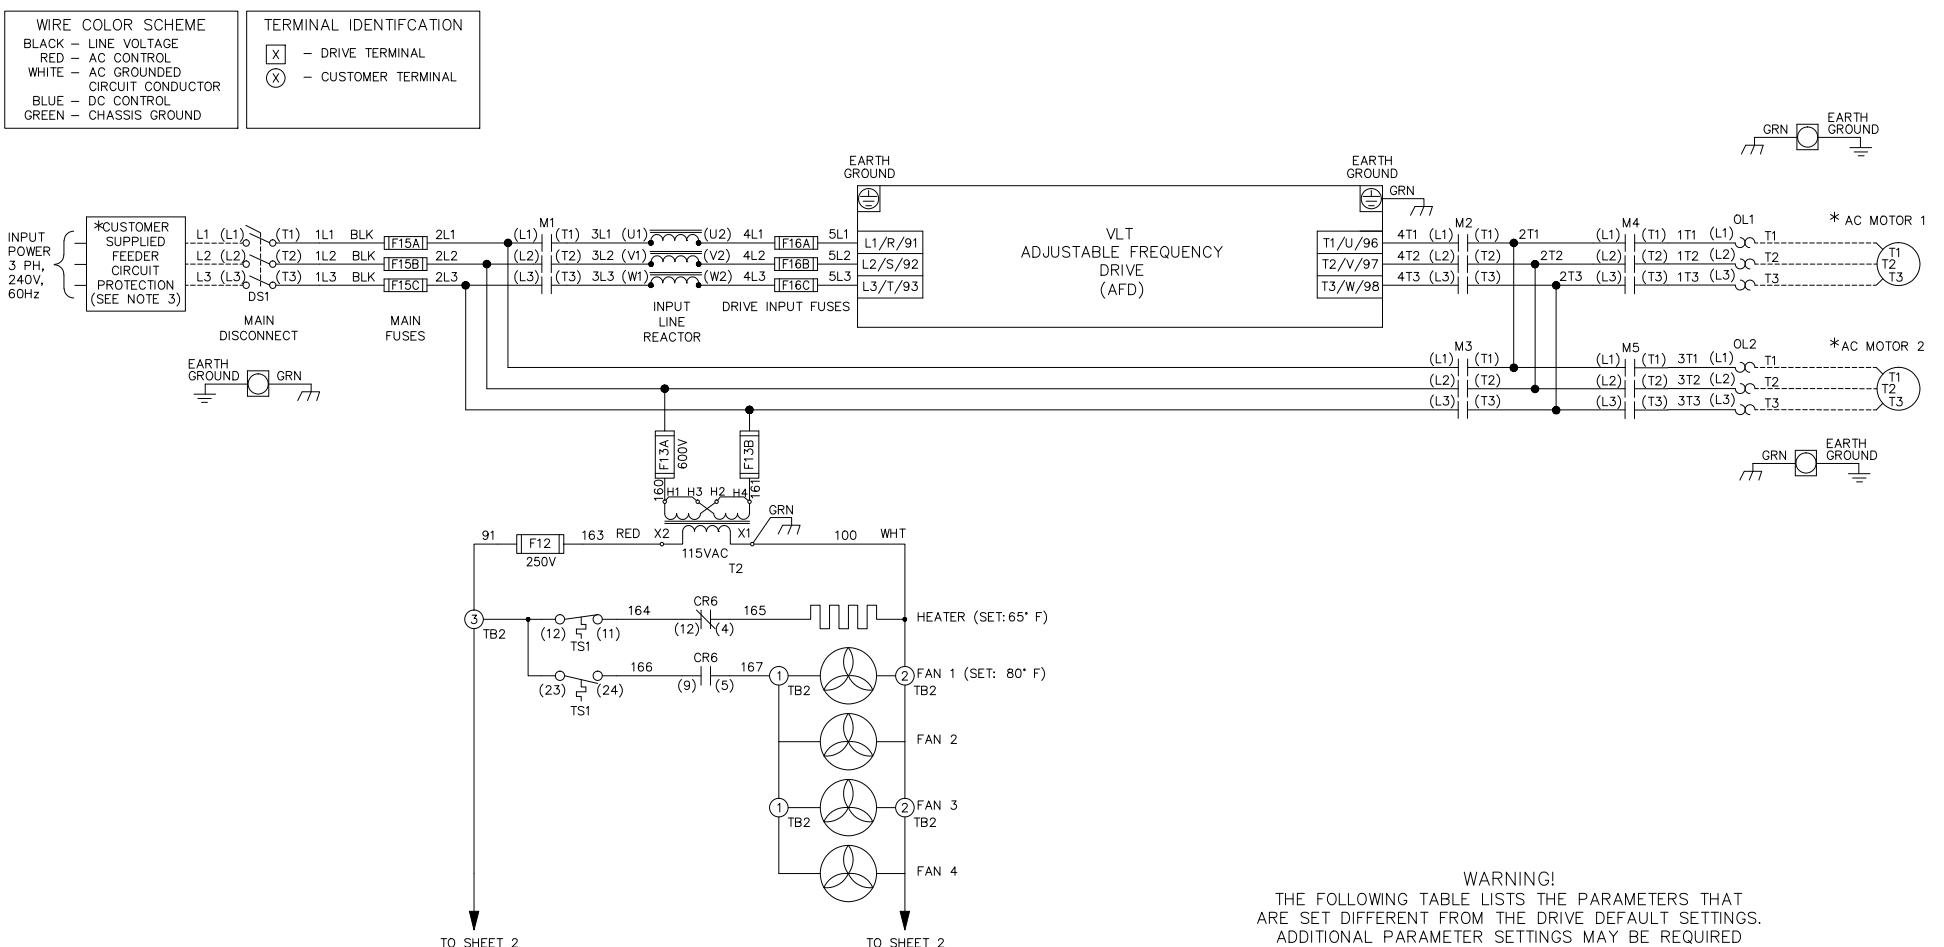 WIRE COLOR SCHEME
BLACK – LINE VOLTAGE
RED – AC CONTROL
WHITE – AC GROUNDED
CIRCUIT CONDUCTOR
BLUE – DC CONTROL
GREEN – CHASSIS GROUND
TERMINAL IDENTIFCATION
X – DRIVE TERMINAL
X – CUSTOMER TERMINAL
GRN
EARTH
GROUND
INPUT
POWER
3 PH,
240V,
60Hz
*CUSTOMER
SUPPLIED
FEEDER
CIRCUIT
PROTECTION
(SEE NOTE 3)
L1 (L1) (T1) 1L1 BLK F15A 2L1
L2 (L2) 1L2 BLK F15B 2L2
L3 (L3) (T3) 1L3 BLK F15C 2L3
DS1
MAIN
DISCONNECT
MAIN
FUSES
EARTH
GROUND
GRN
M1
(L1) (T1) 3L1 (U1) (U2) 4L1 F16A 5L1
(L2) (T2) 3L2 (V1) (V2) 4L2 F16B 5L2
(L3) (T3) 3L3 (W1) (W2) 4L3 F16C 5L3
INPUT
LINE
REACTOR
DRIVE INPUT FUSES
EARTH
GROUND
L1/R/91
L2/S/92
L3/T/93
VLT
ADJUSTABLE FREQUENCY
DRIVE
(AFD)
EARTH
GROUND
GRN
T1/U/96
T2/V/97
T3/W/98
M2
M4
OL1
* AC MOTOR 1
4T1 (L1) (T1) 2T1 (L1) (T1) 1T1 (L1) T1
4T2 (L2) (T2) 2T2 (L2) (T2) 1T2 (L2) T2
4T3 (L3) (T3) 2T3 (L3) (T3) 1T3 (L3) T3
T1
T2
T3
M3
M5
OL2
*AC MOTOR 2
(L1) (T1) (L1) (T1) 3T1 (L1) T1
(L2) (T2) (L2) (T2) 3T2 (L2) T2
(L3) (T3) (L3) (T3) 3T3 (L3) T3
T1
T2
T3
GRN
EARTH
GROUND
F13A
600V
F13B
160
H1 H3 H2 H4
161
GRN
91 F12 163 RED X2 X1 100 WHT
250V
115VAC
T2
3
TB2
(12) (11)
TS1
164
CR6
(12) (4)
165
HEATER (SET:65° F)
(23) (24)
TS1
166
CR6
(9) (5)
167
1
TB2
2
TB2
FAN 1 (SET: 80° F)
FAN 2
1
TB2
2
TB2
FAN 3
FAN 4
TO SHEET 2
TO SHEET 2
WARNING!
THE FOLLOWING TABLE LISTS THE PARAMETERS THAT
ARE SET DIFFERENT FROM THE DRIVE DEFAULT SETTINGS.
ADDITIONAL PARAMETER SETTINGS MAY BE REQUIRED